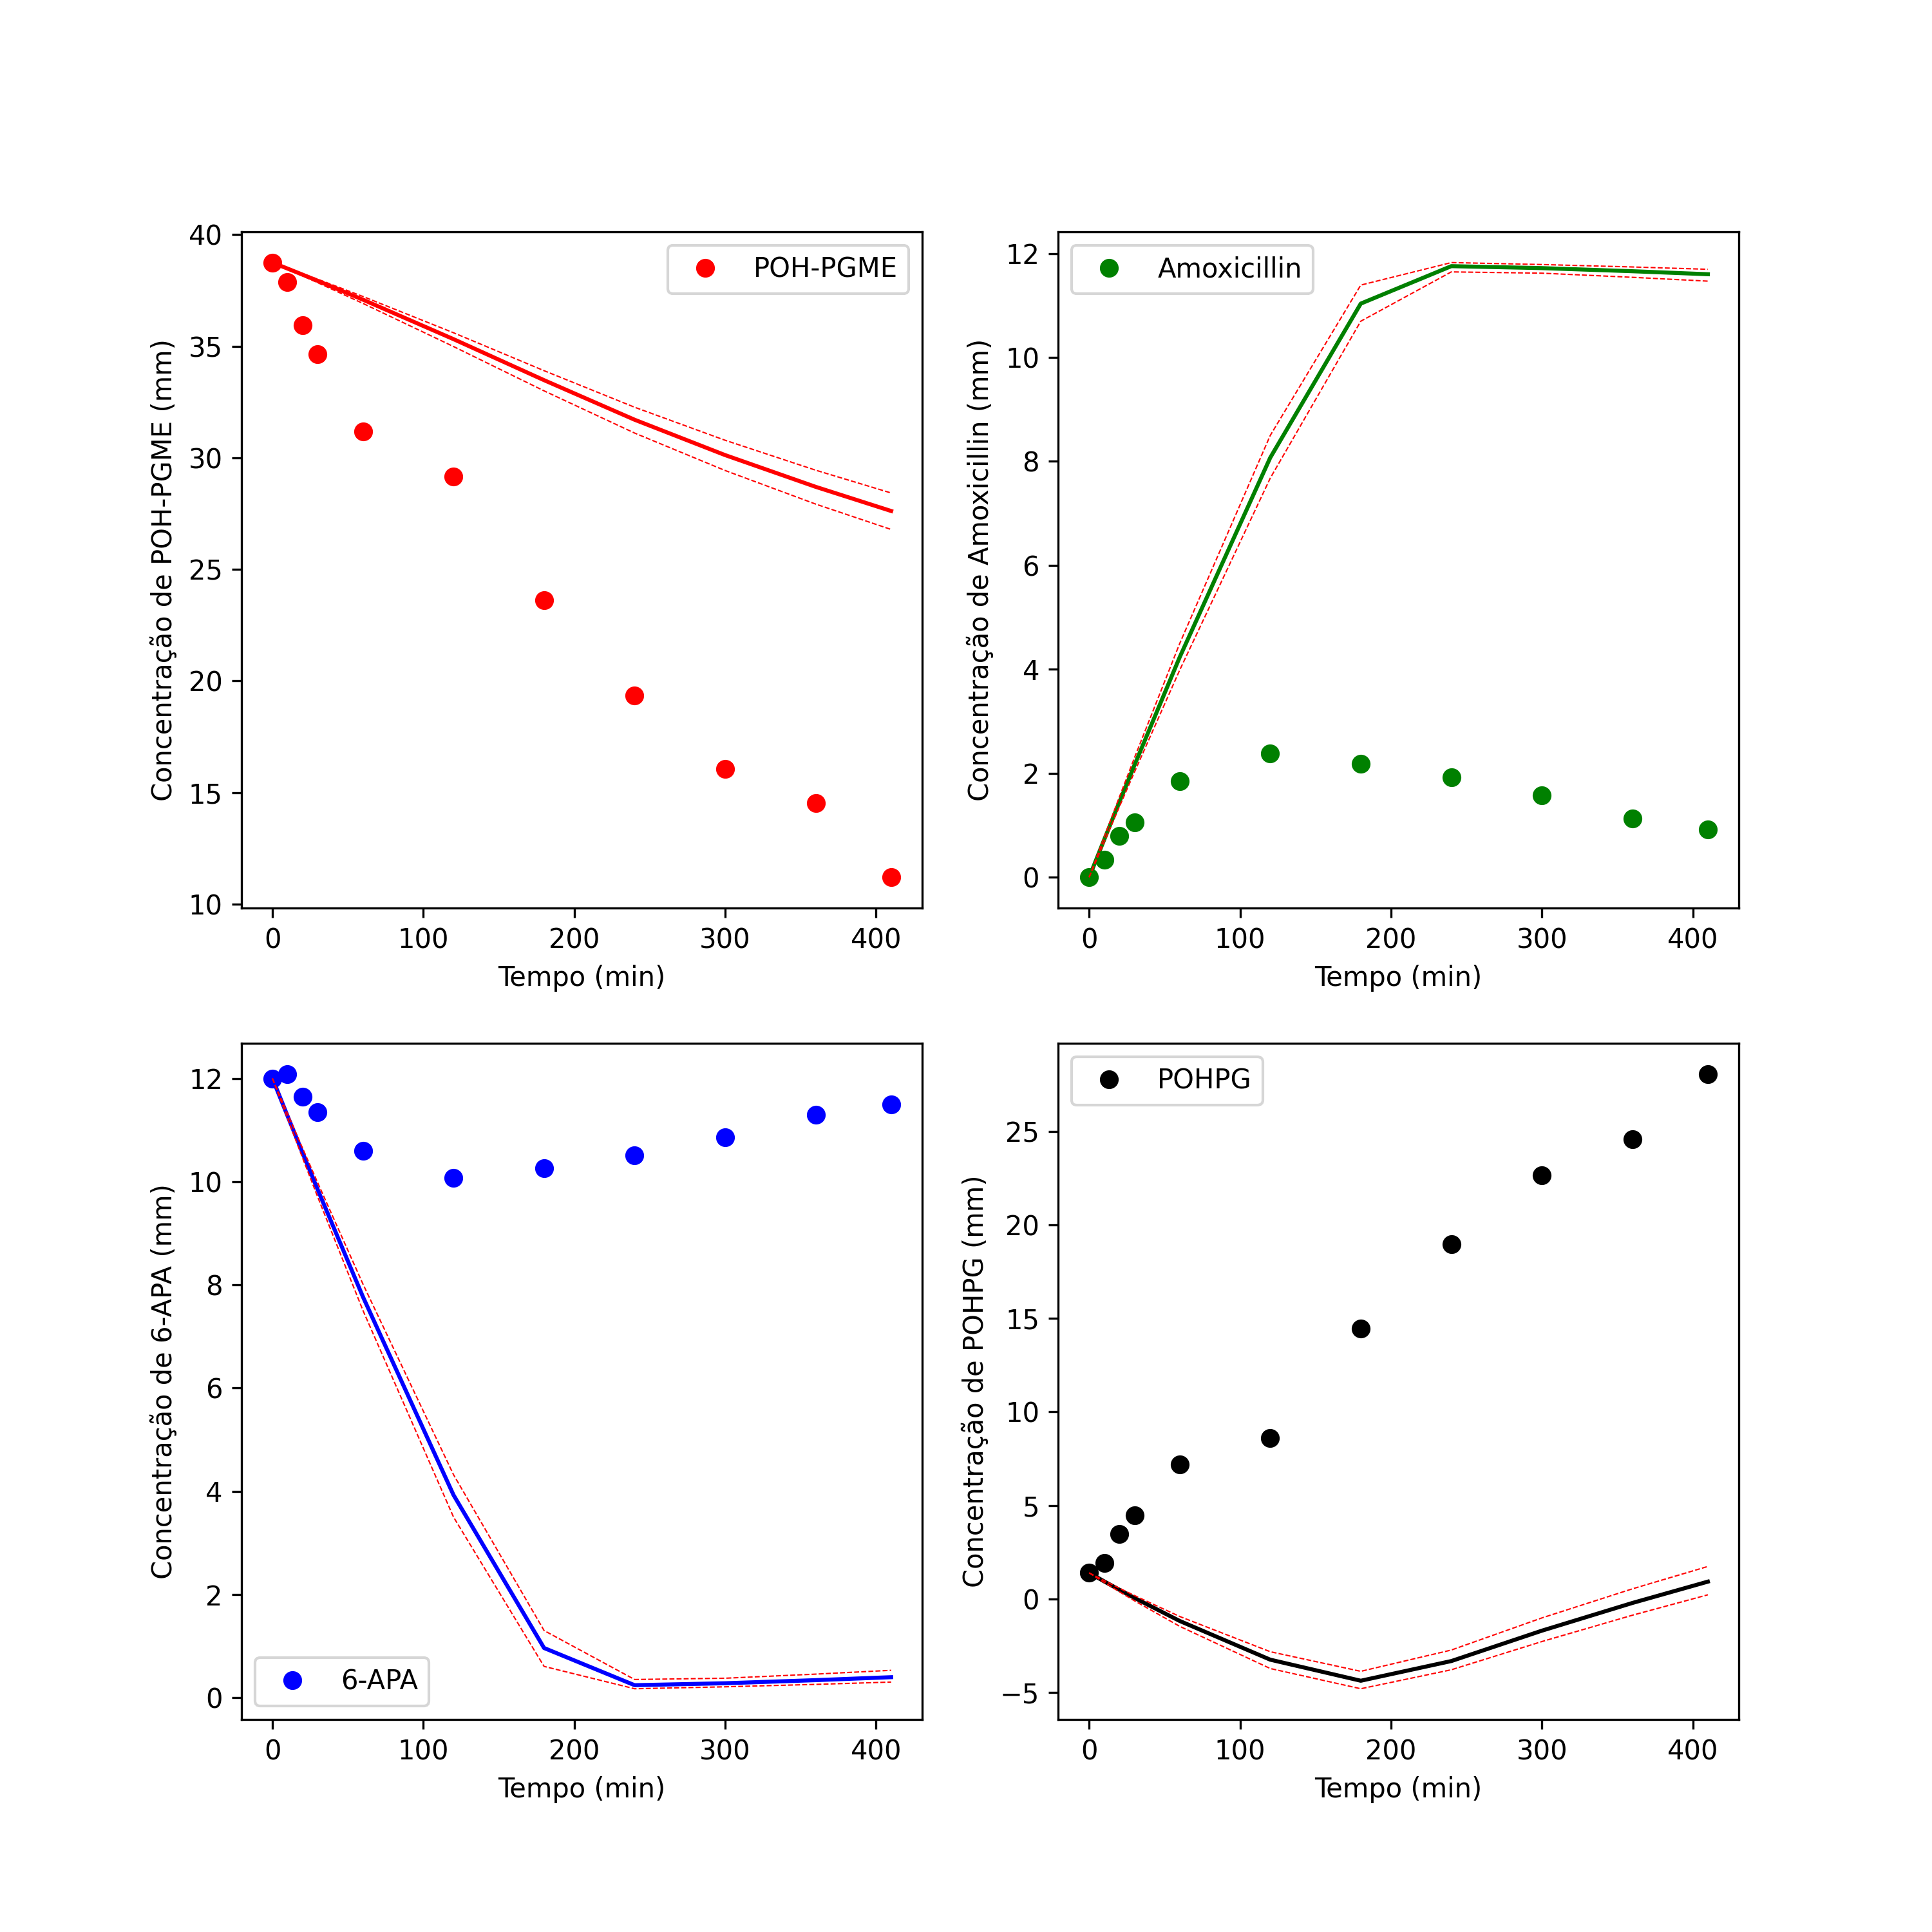 40
35
30
25
20
15
10
Concentração de POH-PGME (mm)
POH-PGME
0 100 200 300 400
Tempo (min)
12
10
8
6
4
2
0
Concentração de Amoxicillin (mm)
Amoxicillin
0 100 200 300 400
Tempo (min)
12
10
8
6
4
2
0
Concentração de 6-APA (mm)
6-APA
0 100 200 300 400
Tempo (min)
25
20
15
10
5
0
−5
Concentração de POHPG (mm)
POHPG
0 100 200 300 400
Tempo (min)